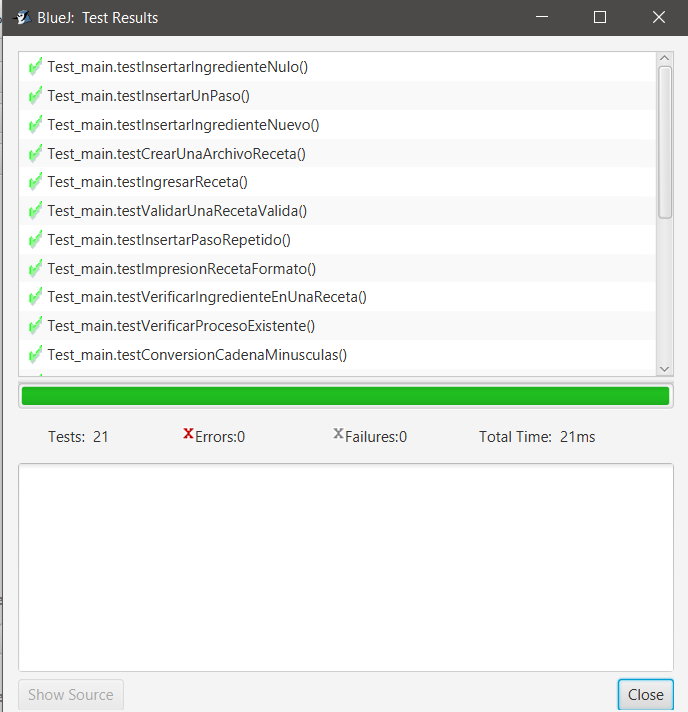 BlueJ: Test Results
Test_main.testInsertarIngredienteNulo()
Test_main.testInsertarUnPaso()
Test_main.testInsertarIngredienteNuevo()
Test_main.testCrearUnaArchivoReceta()
Test_main.testIngresarReceta()
Test_main.testValidarUnaRecetaValida()
Test_main.testInsertarPasoRepetido()
Test_main.testImpresionRecetaFormato()
Test_main.testVerificarIngredienteEnUnaReceta()
Test_main.testVerificarProcesoExistente()
Test_main.testConversionCadenaMinusculas()
Tests: 21 Errors:0 Failures:0 Total Time: 21ms
Show Source Close